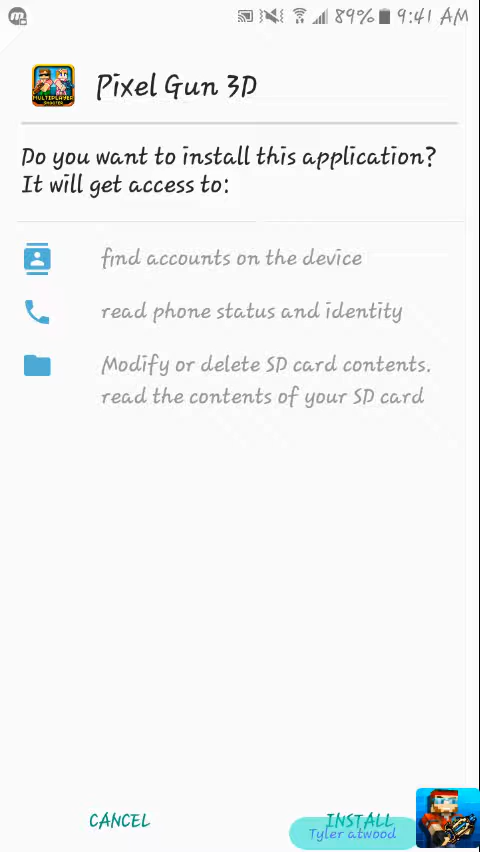 89% 9:41 AM
MULTIPLAYER
SHOOTER
Pixel Gun 3D
Do you want to install this application?
It will get access to:
find accounts on the device
read phone status and identity
Modify or delete SD card contents.
read the contents of your SD card
CANCEL
INSTALL
Tyler atwood